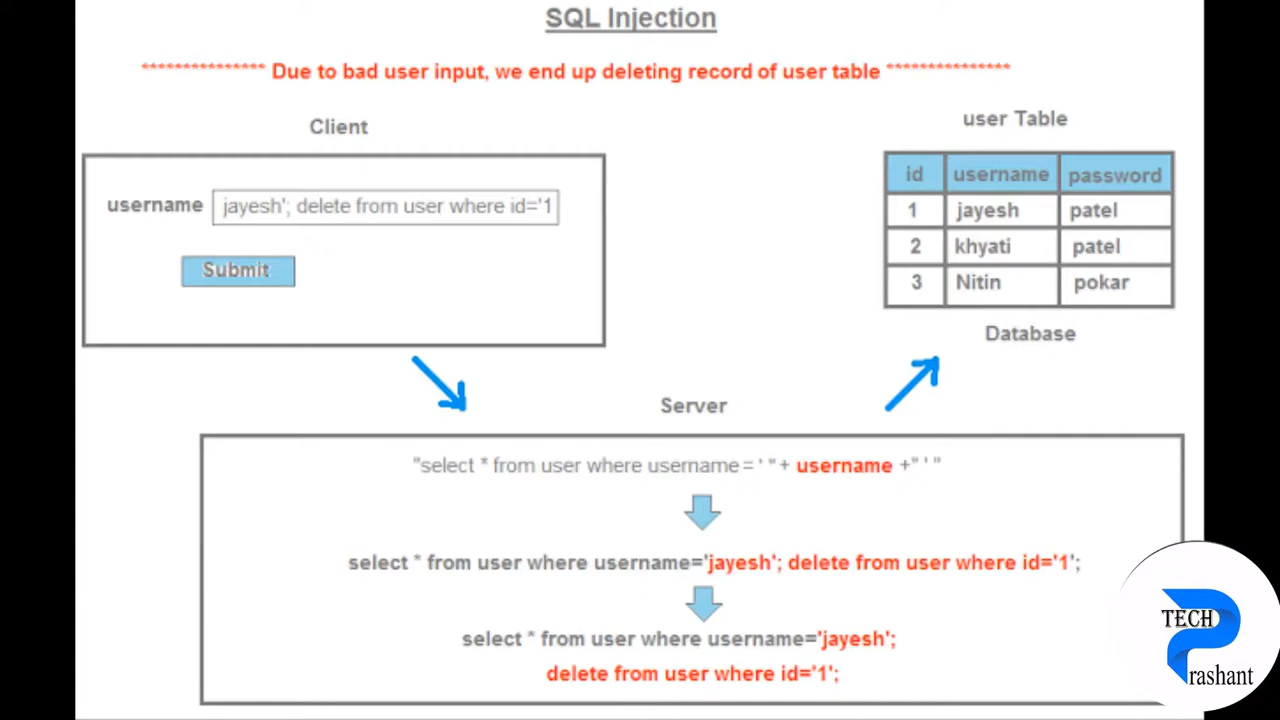 SQL Injection
*************** Due to bad user input, we end up deleting record of user table ***************
Client
username jayesh'; delete from user where id='1
Submit
user Table
id username password
1 jayesh patel
2 khyati patel
3 Nitin pokar
Database
Server
"select * from user where username = ' "+ username +" ' "
select * from user where username='jayesh'; delete from user where id='1';
select * from user where username='jayesh';
delete from user where id='1';
TECH
Prashant